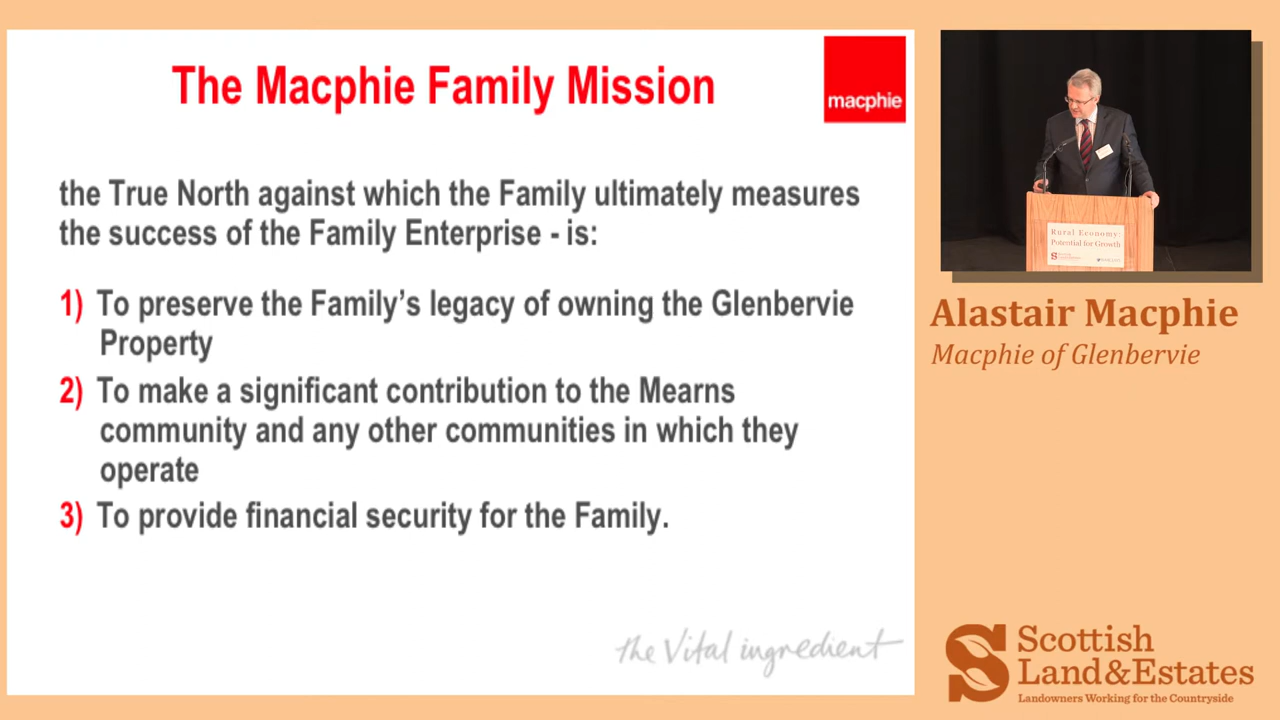 The Macphie Family Mission
macphie
the True North against which the Family ultimately measures
the success of the Family Enterprise - is:
1) To preserve the Family's legacy of owning the Glenbervie
Property
2) To make a significant contribution to the Mearns
community and any other communities in which they
operate
3) To provide financial security for the Family.
the Vital ingredient
Rural Economy:
Potential for Growth
Alastair Macphie
Macphie of Glenbervie
Scottish
Land&Estates
Landowners Working for the Countryside